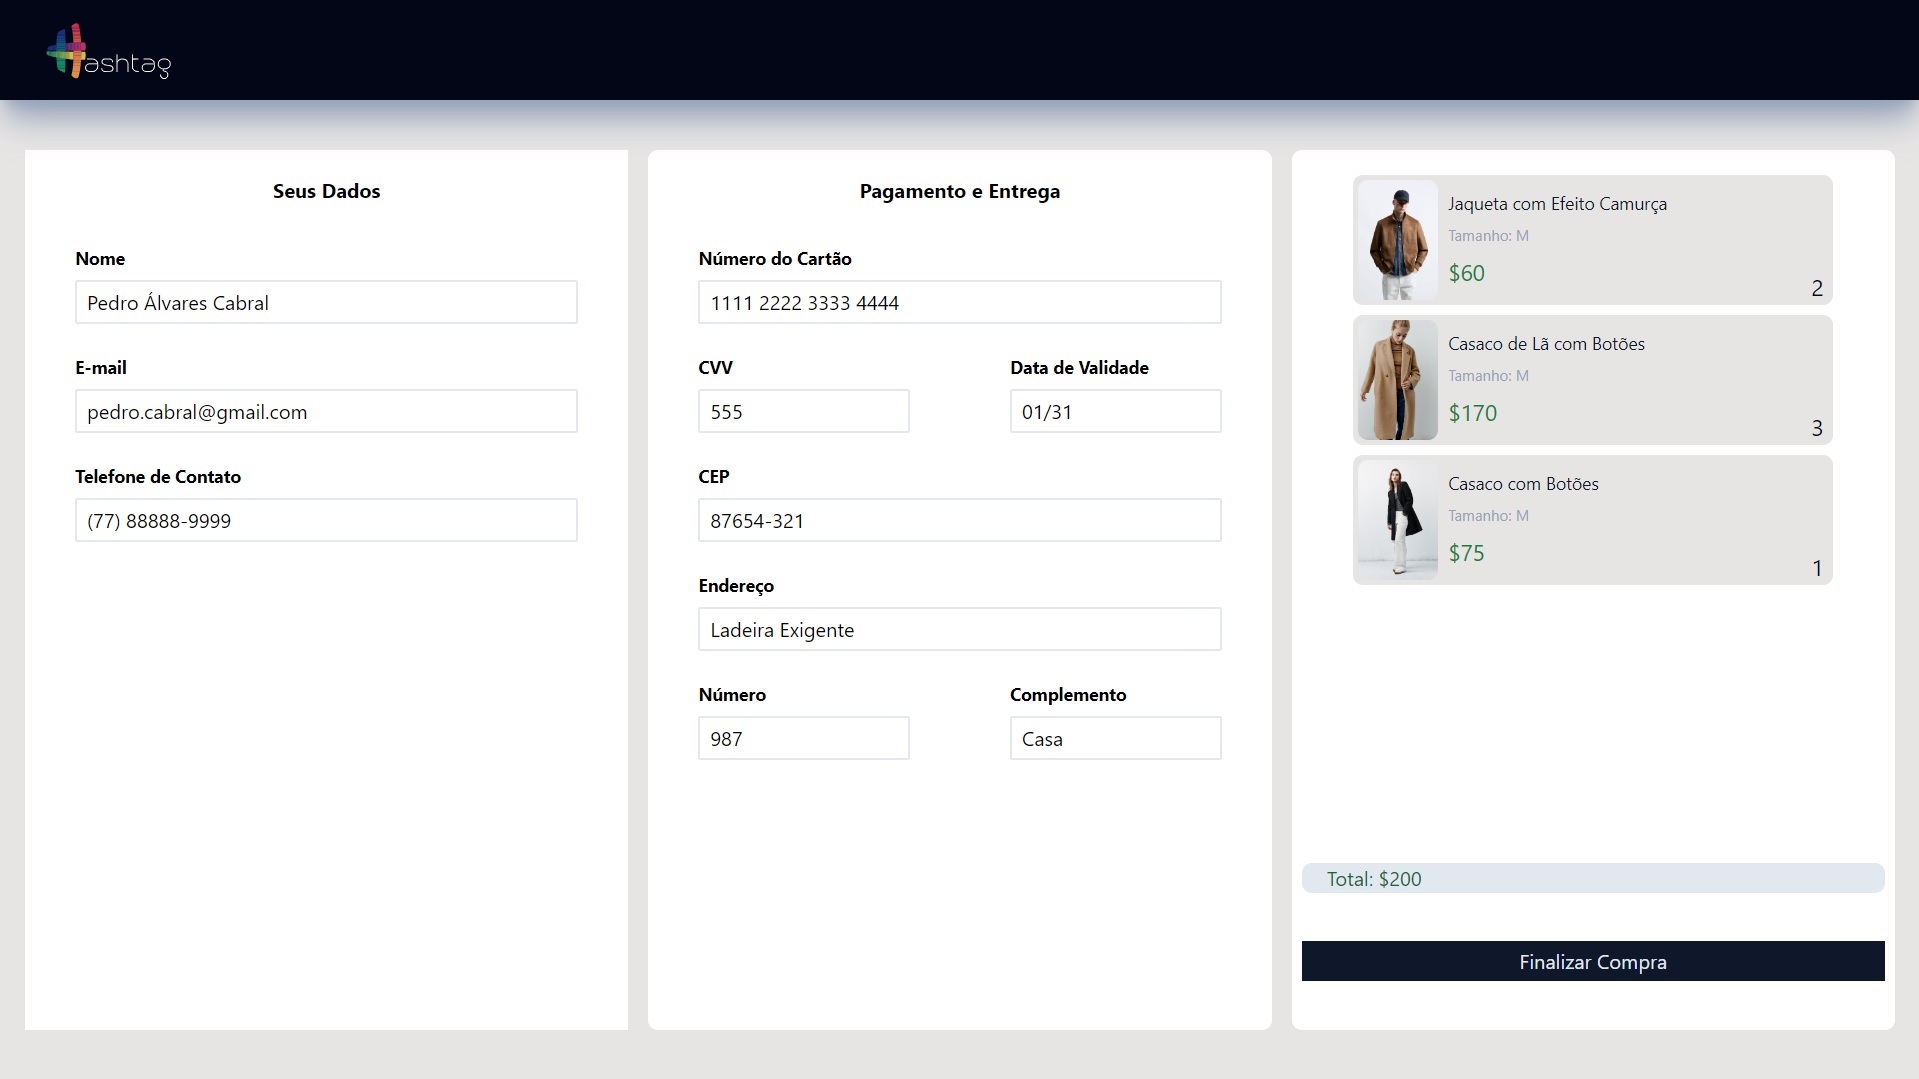 Hashtag
Seus Dados
Nome
Pedro Álvares Cabral
E-mail
pedro.cabral@gmail.com
Telefone de Contato
(77) 88888-9999
Pagamento e Entrega
Número do Cartão
1111 2222 3333 4444
CVV
555
Data de Validade
01/31
CEP
87654-321
Endereço
Ladeira Exigente
Número
987
Complemento
Casa
Jaqueta com Efeito Camurça
Tamanho: M
$60
2
Casaco de Lã com Botões
Tamanho: M
$170
3
Casaco com Botões
Tamanho: M
$75
1
Total: $200
Finalizar Compra